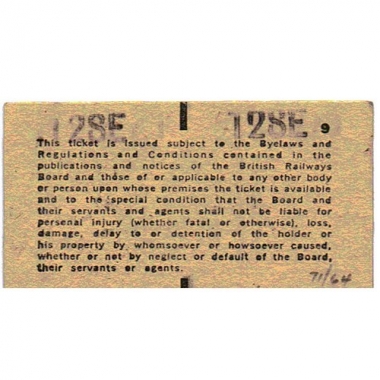 12SE 12SE 9
This ticket is issued subject to the Byelaws and
Regulations and Conditions contained in the
publications and notices of the British Railways
Board and those of or applicable to any other body
or person upon whose premises the ticket is available
and to the special condition that the Board and
their servants and agents shall not be liable for
personal injury (whether fatal or otherwise), loss,
damage, delay to or detention of the holder or
his property by whomsoever or howsoever caused,
whether or not by neglect or default of the Board,
their servants or agents.
71/64